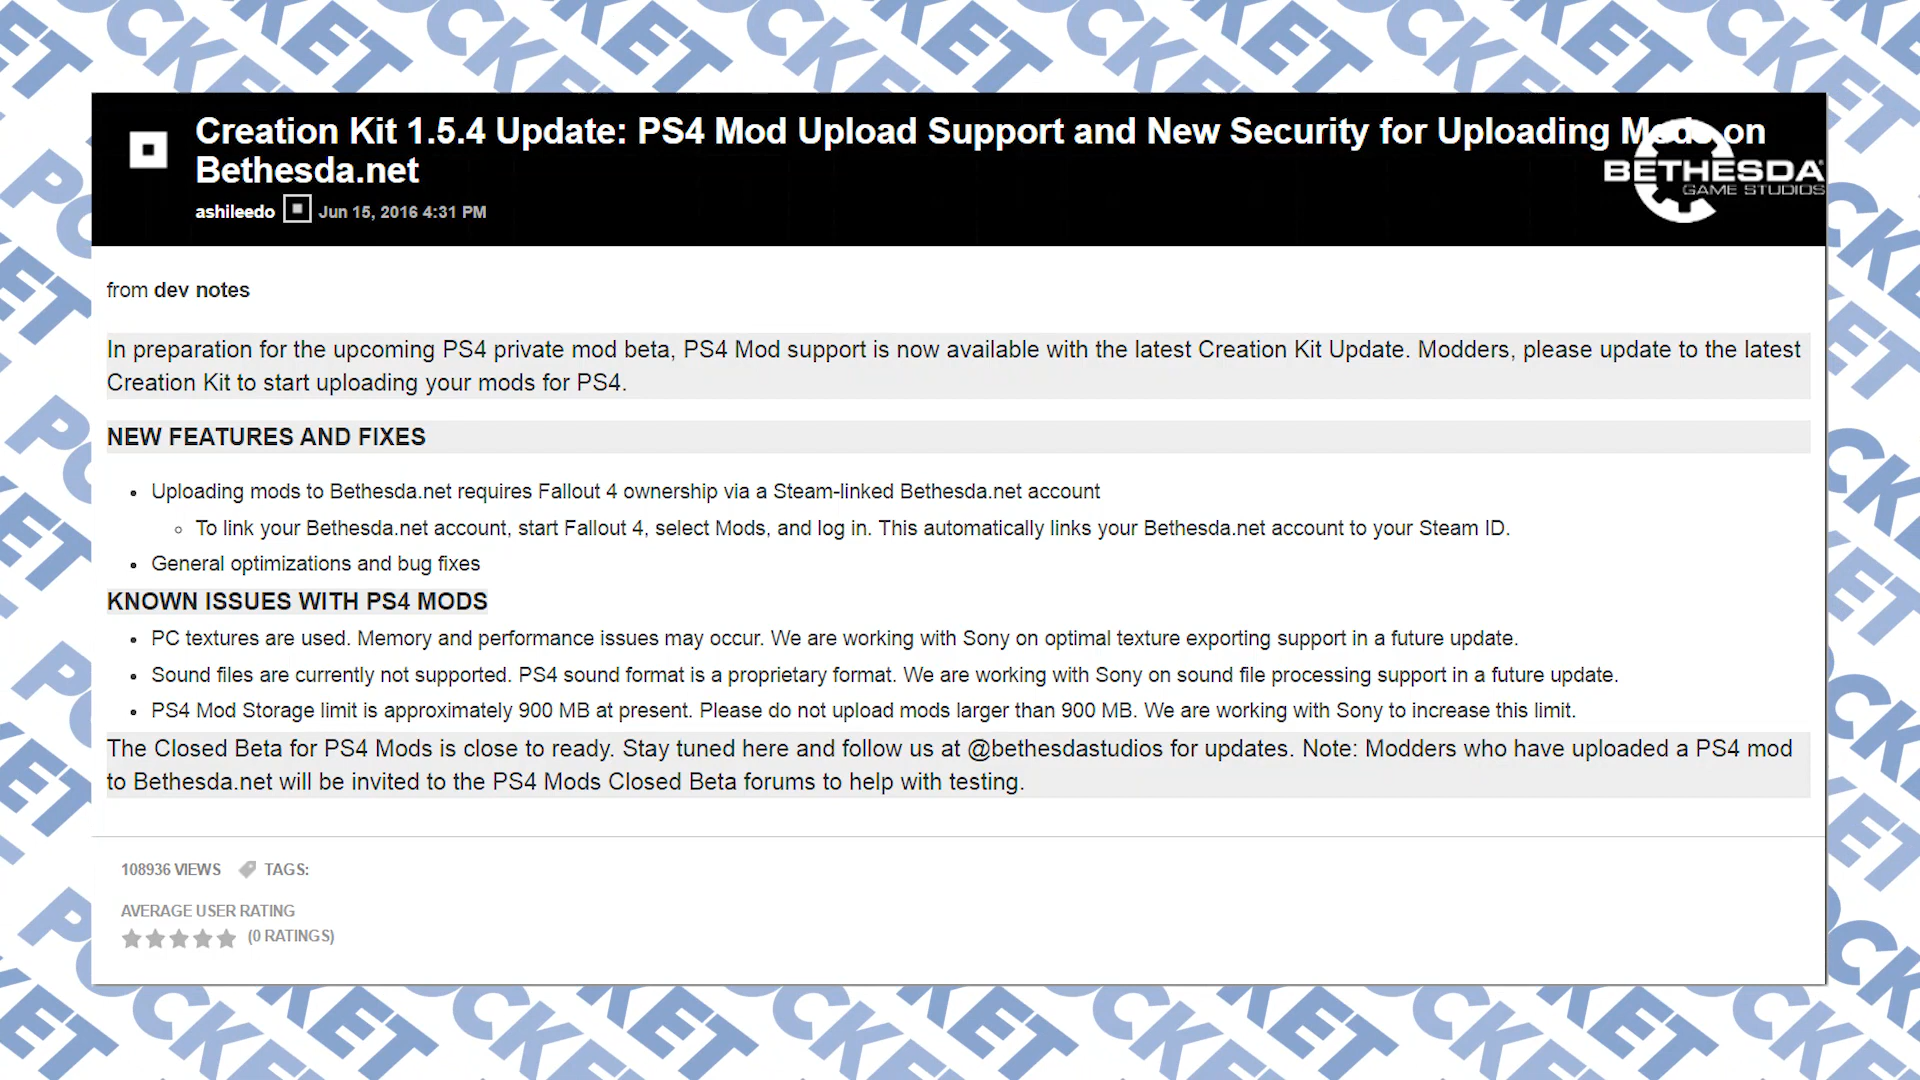 Creation Kit 1.5.4 Update: PS4 Mod Upload Support and New Security for Uploading Mods on
Bethesda.net
ashileedo Jun 15, 2016 4:31 PM
BETHESDA
GAME STUDIOS
from dev notes
In preparation for the upcoming PS4 private mod beta, PS4 Mod support is now available with the latest Creation Kit Update. Modders, please update to the latest
Creation Kit to start uploading your mods for PS4.
NEW FEATURES AND FIXES
Uploading mods to Bethesda.net requires Fallout 4 ownership via a Steam-linked Bethesda.net account
To link your Bethesda.net account, start Fallout 4, select Mods, and log in. This automatically links your Bethesda.net account to your Steam ID.
General optimizations and bug fixes
KNOWN ISSUES WITH PS4 MODS
PC textures are used. Memory and performance issues may occur. We are working with Sony on optimal texture exporting support in a future update.
Sound files are currently not supported. PS4 sound format is a proprietary format. We are working with Sony on sound file processing support in a future update.
PS4 Mod Storage limit is approximately 900 MB at present. Please do not upload mods larger than 900 MB. We are working with Sony to increase this limit.
The Closed Beta for PS4 Mods is close to ready. Stay tuned here and follow us at @bethesdastudios for updates. Note: Modders who have uploaded a PS4 mod
to Bethesda.net will be invited to the PS4 Mods Closed Beta forums to help with testing.
108936 VIEWS TAGS:
AVERAGE USER RATING
(0 RATINGS)